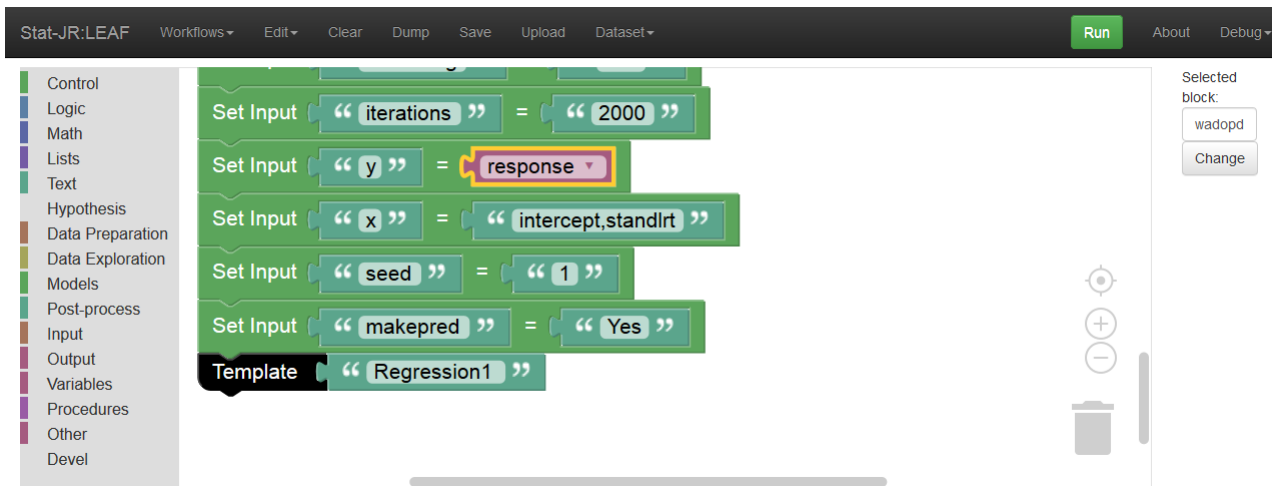 Stat-JR:LEAF Workflows Edit Clear Dump Save Upload Dataset Run About Debug
Control
Logic
Math
Lists
Text
Hypothesis
Data Preparation
Data Exploration
Models
Post-process
Input
Output
Variables
Procedures
Other
Devel
Set Input “ iterations ” = “ 2000 ”
Set Input “ y ” = response
Set Input “ x ” = “ intercept,standlrt ”
Set Input “ seed ” = “ 1 ”
Set Input “ makepred ” = “ Yes ”
Template “ Regression1 ”
Selected
block:
wadopd
Change